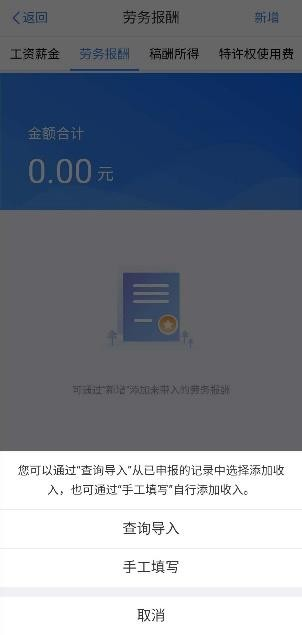 返回
劳务报酬
新增
工资薪金
劳务报酬
稿酬所得
特许权使用费
金额合计
0.00 元
可通过“新增”添加未带入的劳务报酬
您可以通过“查询导入”从已申报的记录中选择添加收
入，也可通过“手工填写”自行添加收入。
查询导入
手工填写
取消